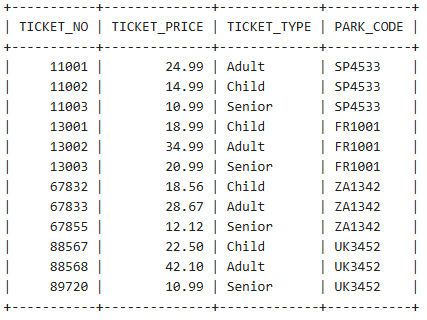 +-----------+--------------+-------------+-----------+
| TICKET_NO | TICKET_PRICE | TICKET_TYPE | PARK_CODE |
+-----------+--------------+-------------+-----------+
|     11001 |        24.99 | Adult       | SP4533    |
|     11002 |        14.99 | Child       | SP4533    |
|     11003 |        10.99 | Senior      | SP4533    |
|     13001 |        18.99 | Child       | FR1001    |
|     13002 |        34.99 | Adult       | FR1001    |
|     13003 |        20.99 | Senior      | FR1001    |
|     67832 |        18.56 | Child       | ZA1342    |
|     67833 |        28.67 | Adult       | ZA1342    |
|     67855 |        12.12 | Senior      | ZA1342    |
|     88567 |        22.50 | Child       | UK3452    |
|     88568 |        42.10 | Adult       | UK3452    |
|     89720 |        10.99 | Senior      | UK3452    |
+-----------+--------------+-------------+-----------+